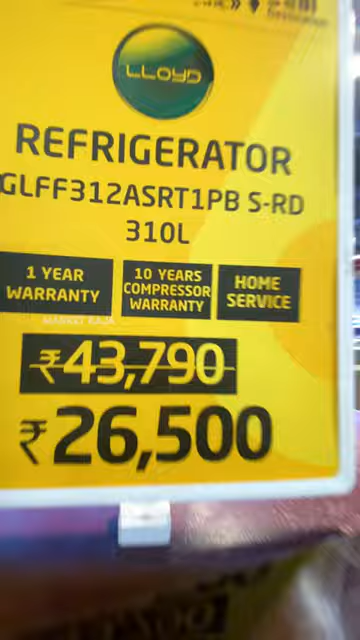 LLOYD
REFRIGERATOR
GLFF312ASRT1PB S-RD
310L
1 YEAR
WARRANTY
10 YEARS
COMPRESSOR
WARRANTY
HOME
SERVICE
₹43,790
₹26,500